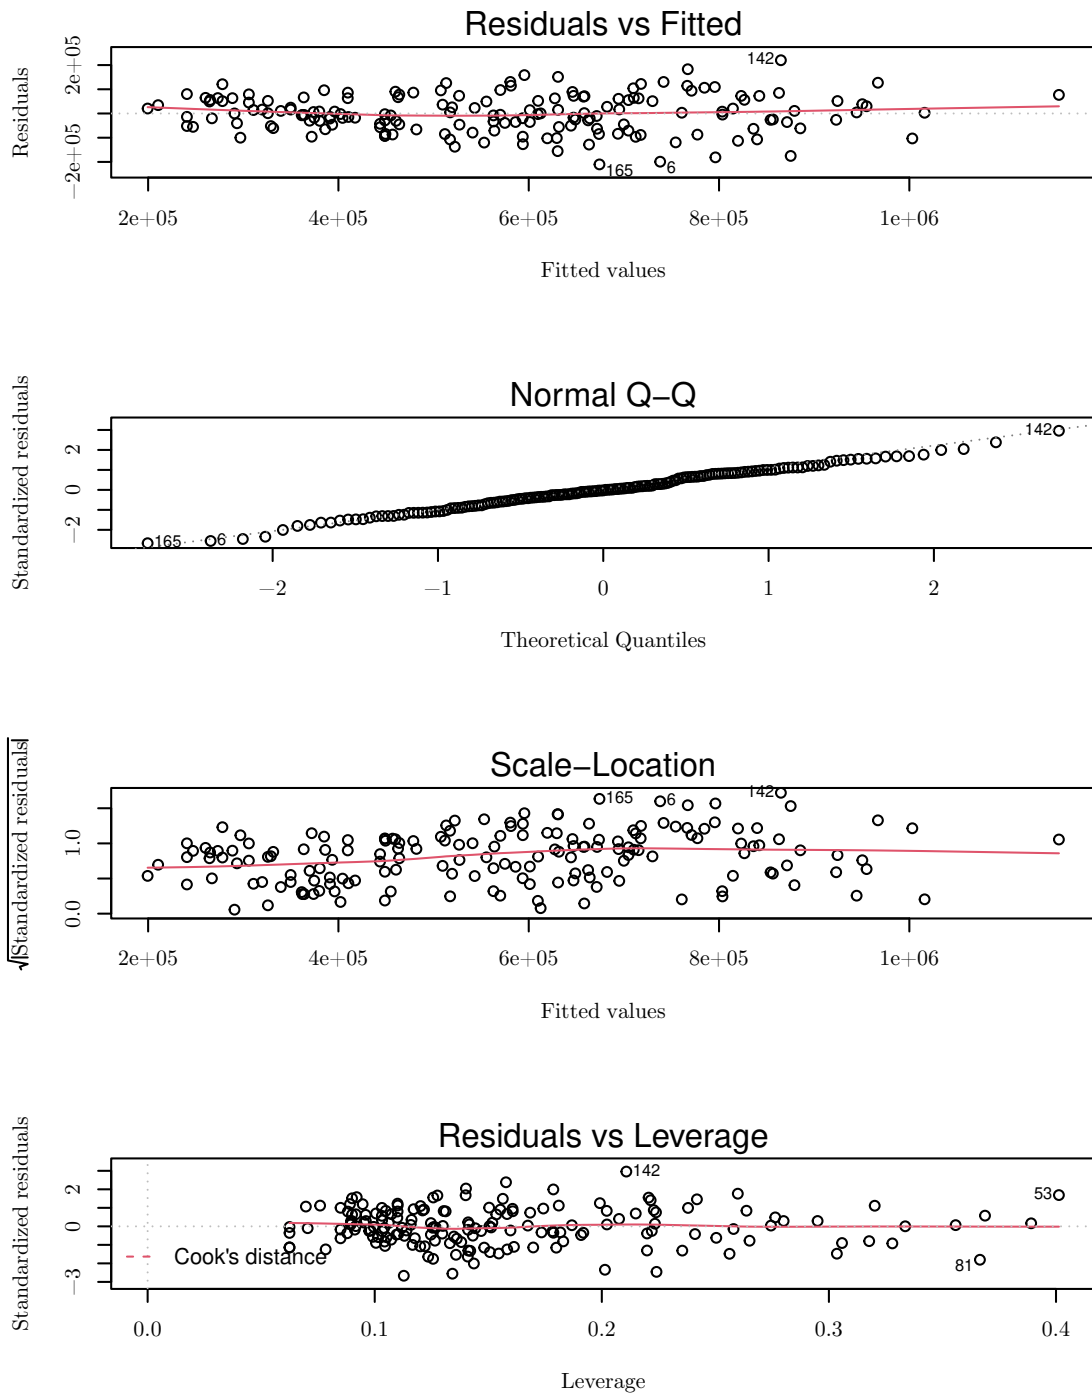 Residuals vs Fitted
Residuals
−2e+05 2e+05
142
165
6
2e+05 4e+05 6e+05 8e+05 1e+06
Fitted values
Normal Q−Q
Standardized residuals
−2 0 2
142
165
6
−2 −1 0 1 2
Theoretical Quantiles
Scale−Location
√|Standardized residuals|
0.0 1.0
165
6
142
2e+05 4e+05 6e+05 8e+05 1e+06
Fitted values
Residuals vs Leverage
Standardized residuals
−3 0 2
142
53
81
Cook's distance
0.0 0.1 0.2 0.3 0.4
Leverage